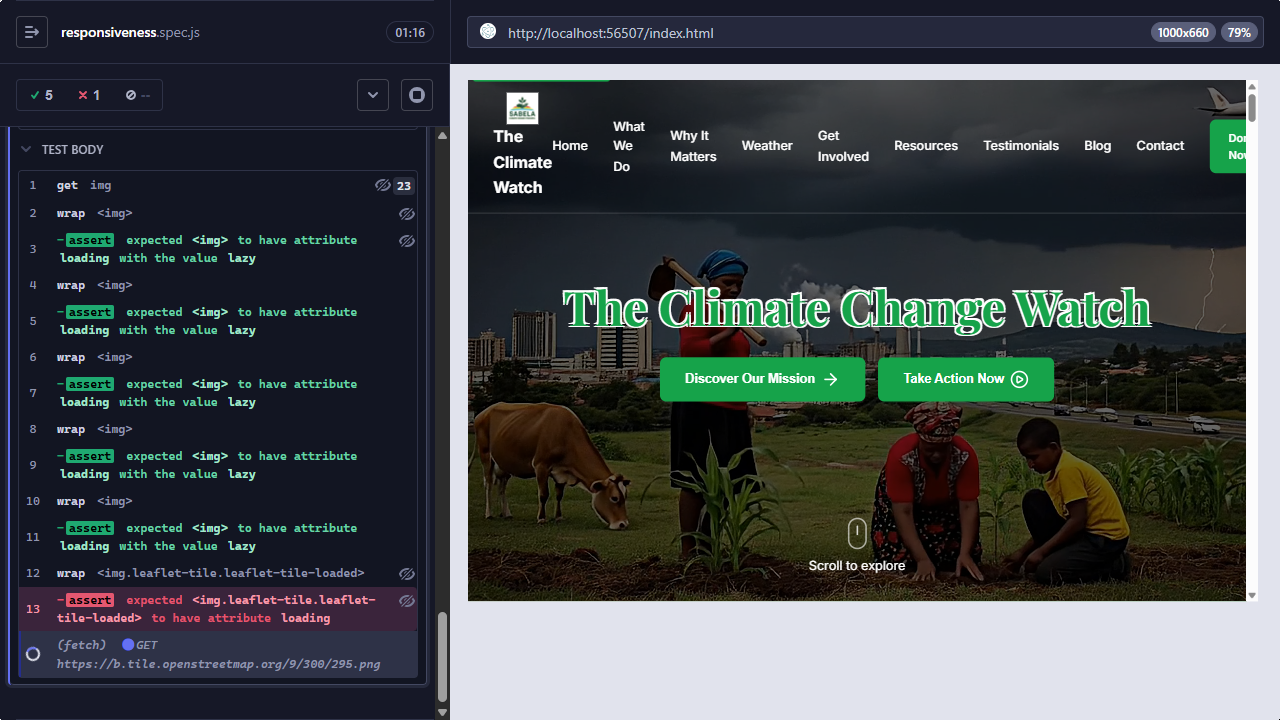 responsiveness.spec.js
01:16
http://localhost:56507/index.html
1000x660
79%
5
1
--
TEST BODY
1 get img 23
2 wrap <img>
3 -assert expected <img> to have attribute
loading with the value lazy
4 wrap <img>
5 -assert expected <img> to have attribute
loading with the value lazy
6 wrap <img>
7 -assert expected <img> to have attribute
loading with the value lazy
8 wrap <img>
9 -assert expected <img> to have attribute
loading with the value lazy
10 wrap <img>
11 -assert expected <img> to have attribute
loading with the value lazy
12 wrap <img.leaflet-tile.leaflet-tile-loaded>
13 -assert expected <img.leaflet-tile.leaflet-
tile-loaded> to have attribute loading
(fetch) GET
https://b.tile.openstreetmap.org/9/300/295.png
SABELA
The
Climate
Watch
Home
What
We
Do
Why It
Matters
Weather
Get
Involved
Resources
Testimonials
Blog
Contact
Don
Now
The Climate Change Watch
Discover Our Mission
Take Action Now
Scroll to explore